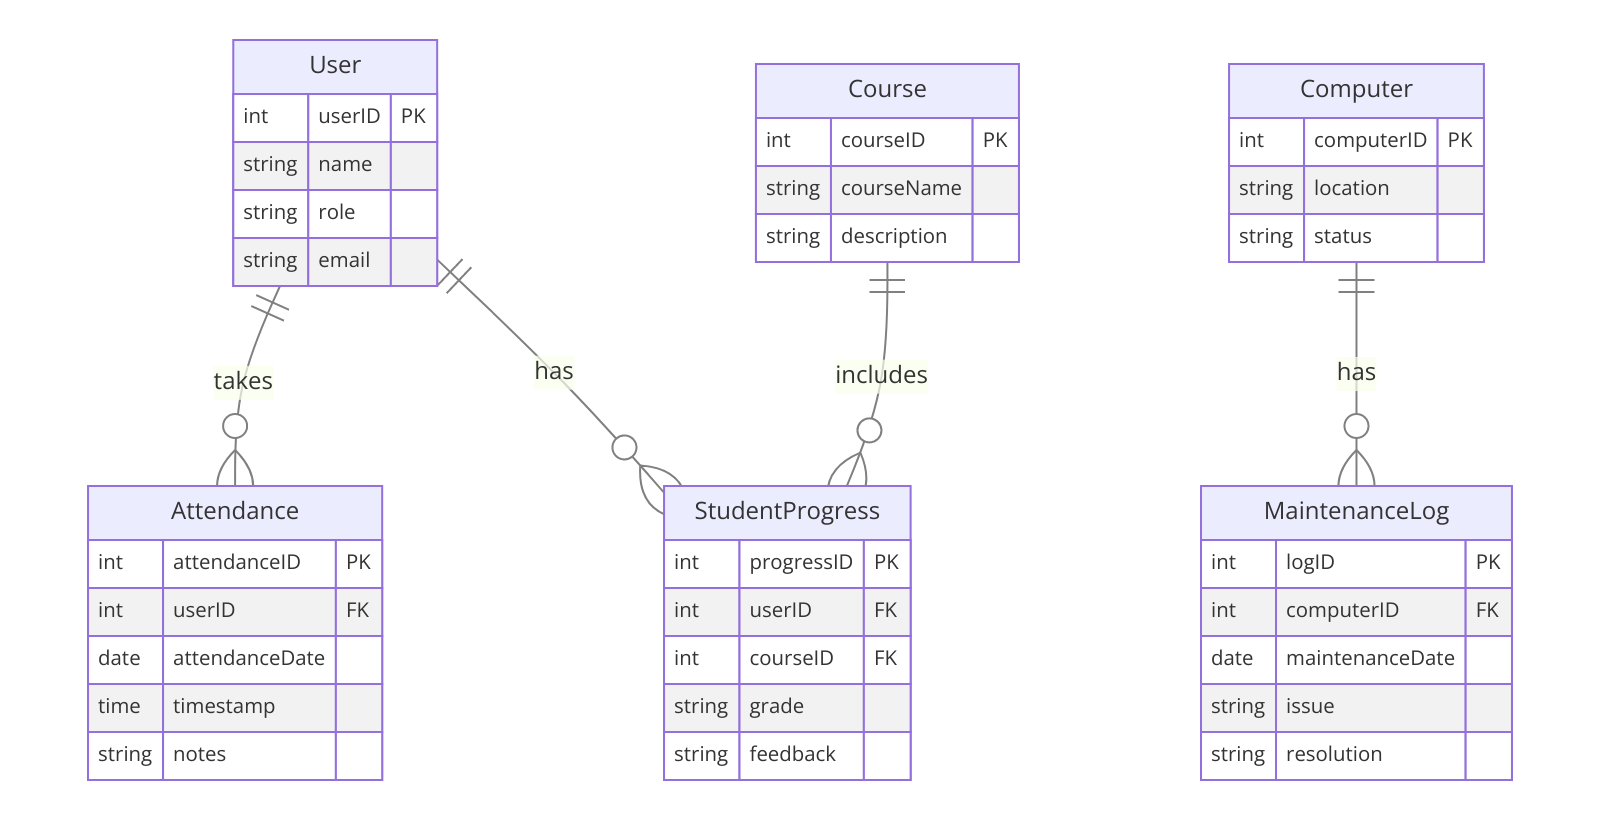 User
int userID PK
string name
string role
string email
Course
int courseID PK
string courseName
string description
Computer
int computerID PK
string location
string status
takes
has
includes
has
Attendance
int attendanceID PK
int userID FK
date attendanceDate
time timestamp
string notes
StudentProgress
int progressID PK
int userID FK
int courseID FK
string grade
string feedback
MaintenanceLog
int logID PK
int computerID FK
date maintenanceDate
string issue
string resolution